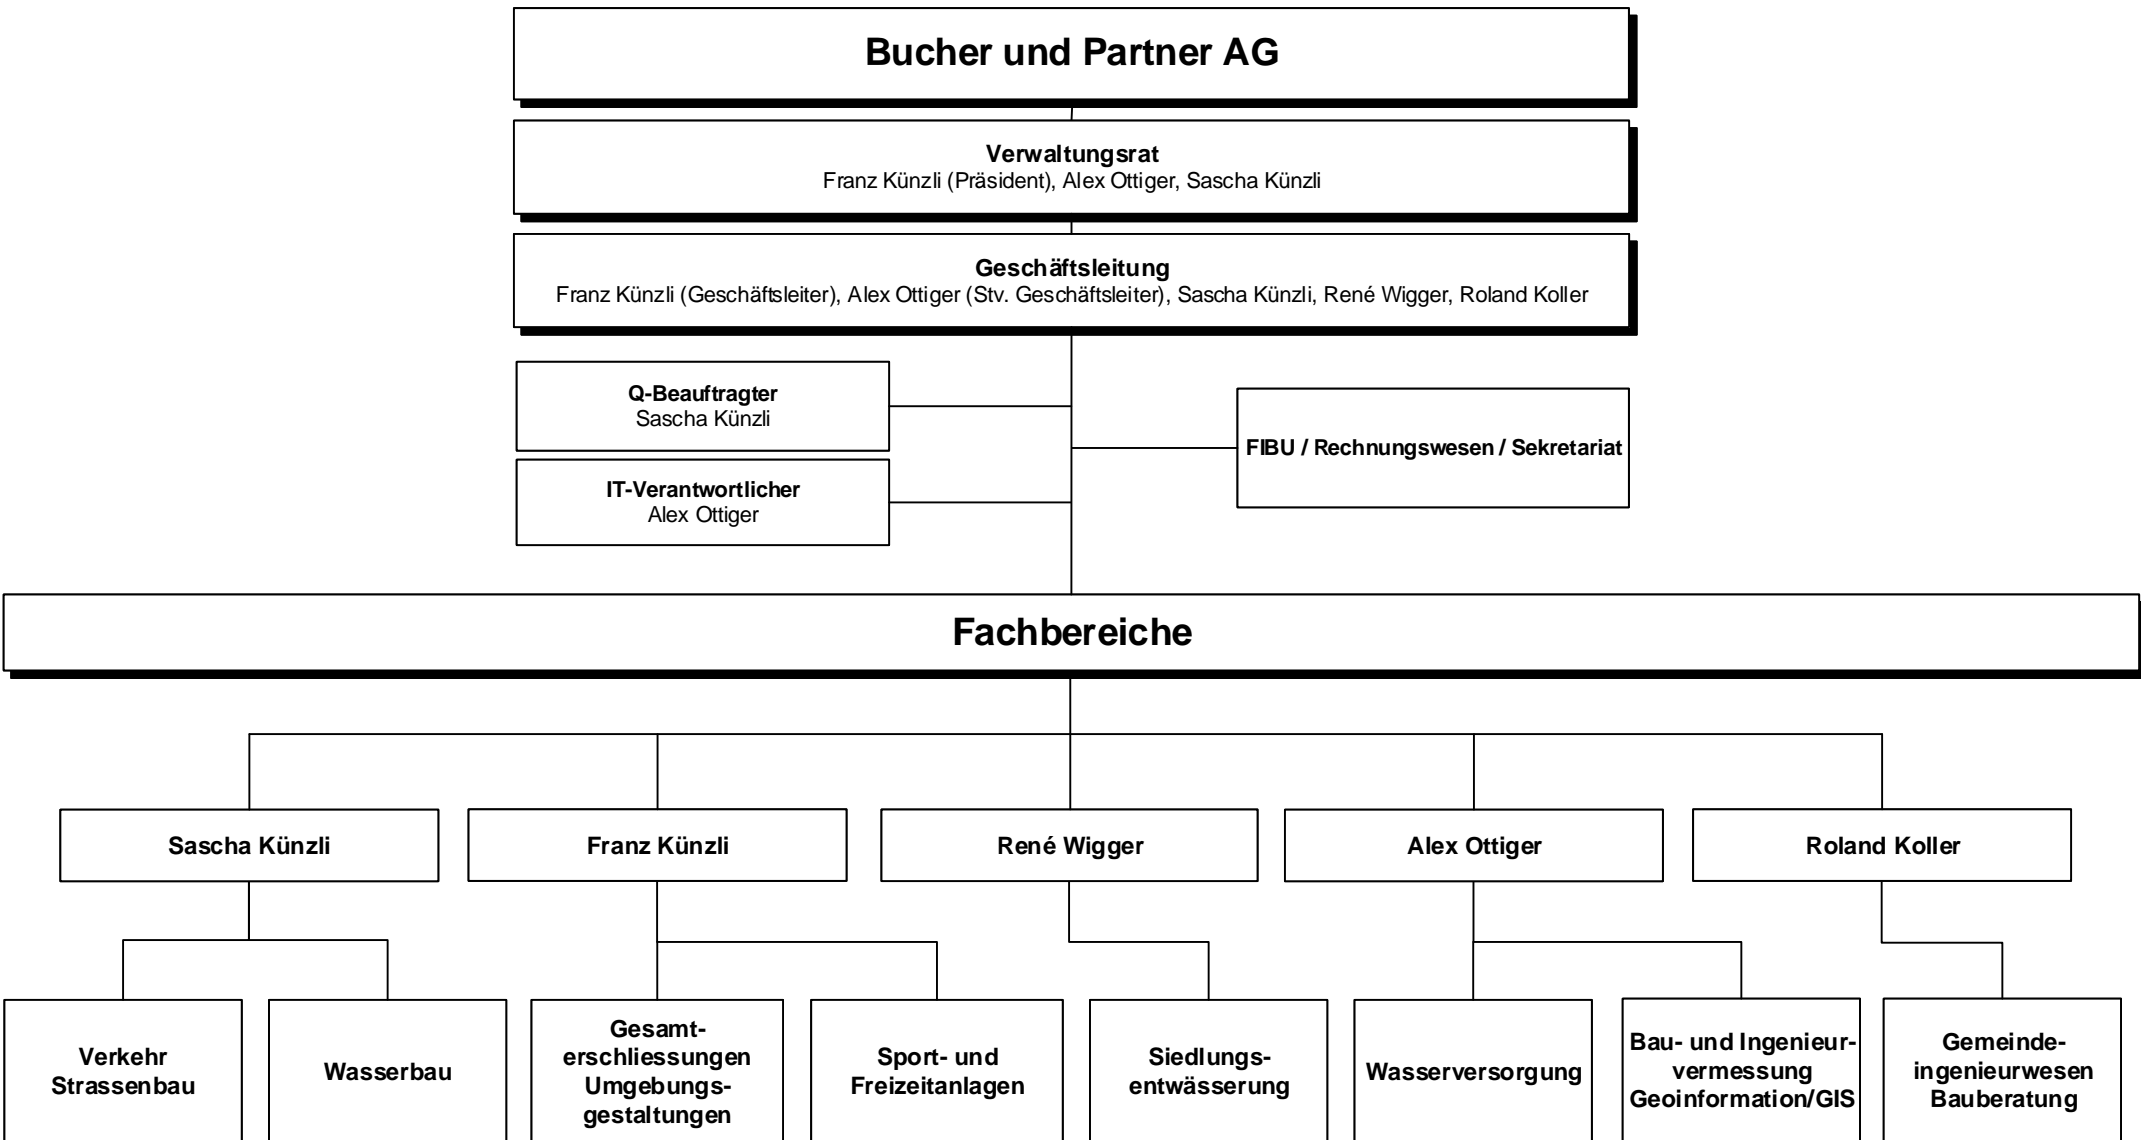 Bucher und Partner AG
Verwaltungsrat
Franz Künzli (Präsident), Alex Ottiger, Sascha Künzli
Geschäftsleitung
Franz Künzli (Geschäftsleiter), Alex Ottiger (Stv. Geschäftsleiter), Sascha Künzli, René Wigger, Roland Koller
Q-Beauftragter
Sascha Künzli
FIBU / Rechnungswesen / Sekretariat
IT-Verantwortlicher
Alex Ottiger
Fachbereiche
Sascha Künzli
Franz Künzli
René Wigger
Alex Ottiger
Roland Koller
Verkehr
Strassenbau
Wasserbau
Gesamt-
erschliessungen
Umgebungs-
gestaltungen
Sport- und
Freizeitanlagen
Siedlungs-
entwässerung
Wasserversorgung
Bau- und Ingenieur-
vermessung
Geoinformation/GIS
Gemeinde-
ingenieurwesen
Bauberatung